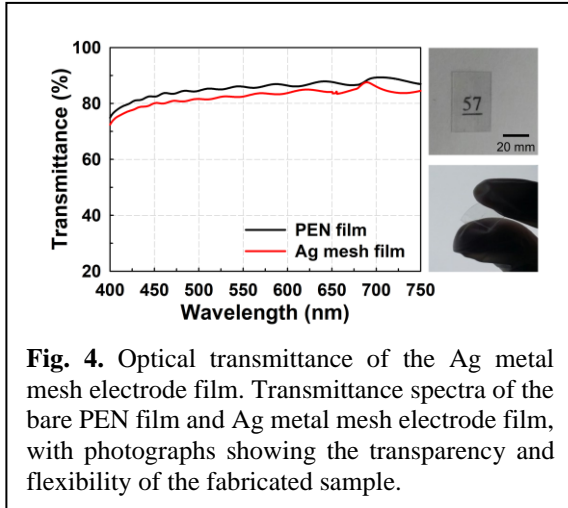 100
80
60
40
20
Transmittance (%)
PEN film
Ag mesh film
400 450 500 550 600 650 700 750
Wavelength (nm)
57
20 mm
Fig. 4. Optical transmittance of the Ag metal
mesh electrode film. Transmittance spectra of the
bare PEN film and Ag metal mesh electrode film,
with photographs showing the transparency and
flexibility of the fabricated sample.